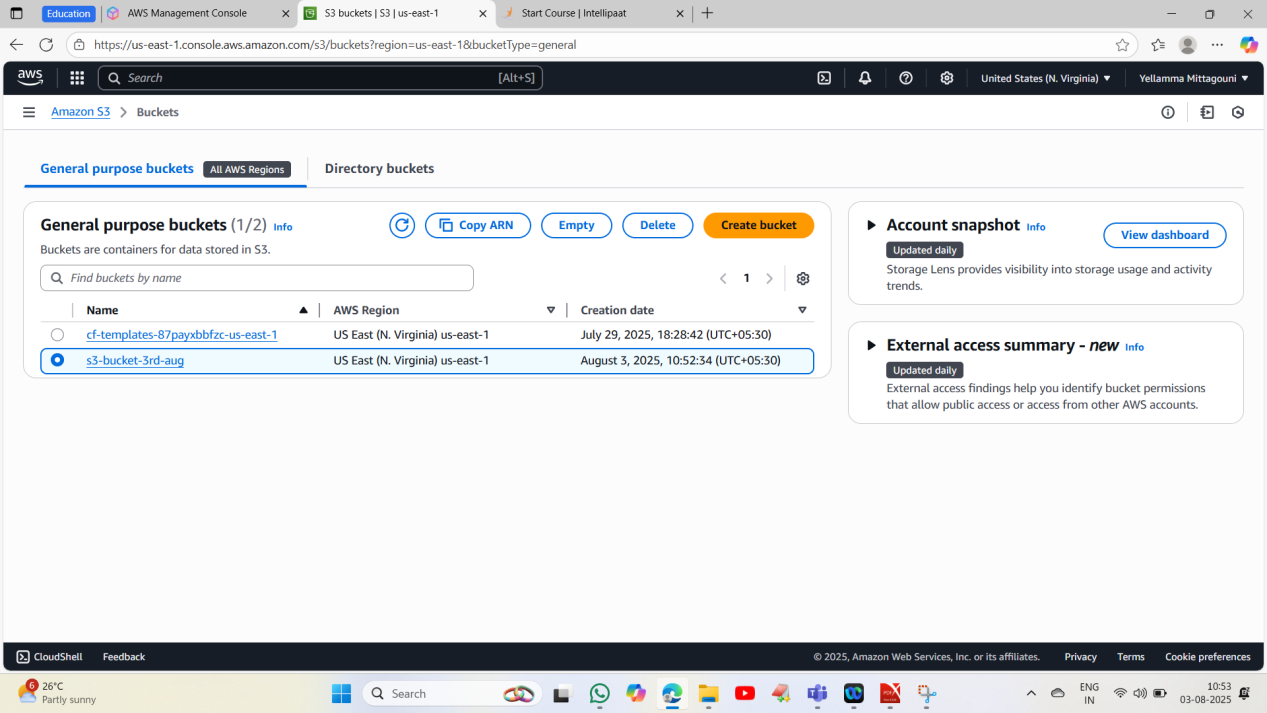 Education
AWS Management Console
S3 buckets | S3 | us-east-1
Start Course | Intellipaat
https://us-east-1.console.aws.amazon.com/s3/buckets?region=us-east-1&bucketType=general
aws
Search
[Alt+S]
United States (N. Virginia)
Yellamma Mittagouni
Amazon S3
Buckets
General purpose buckets
All AWS Regions
Directory buckets
General purpose buckets (1/2) Info
Copy ARN
Empty
Delete
Create bucket
Buckets are containers for data stored in S3.
Find buckets by name
1
Name
AWS Region
Creation date
cf-templates-87payxbbfzc-us-east-1
US East (N. Virginia) us-east-1
July 29, 2025, 18:28:42 (UTC+05:30)
s3-bucket-3rd-aug
US East (N. Virginia) us-east-1
August 3, 2025, 10:52:34 (UTC+05:30)
Account snapshot Info
View dashboard
Updated daily
Storage Lens provides visibility into storage usage and activity
trends.
External access summary - new Info
Updated daily
External access findings help you identify bucket permissions
that allow public access or access from other AWS accounts.
CloudShell
Feedback
© 2025, Amazon Web Services, Inc. or its affiliates.
Privacy
Terms
Cookie preferences
6
26°C
Partly sunny
Search
ENG
IN
10:53
03-08-2025